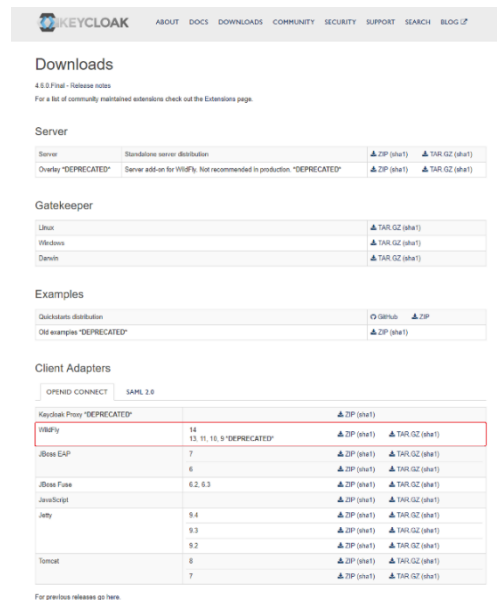 KEYCLOAK ABOUT DOCS DOWNLOADS COMMUNITY SECURITY SUPPORT SEARCH BLOG
Downloads
4.8.0.Final - Release notes
For a list of community maintained extensions check out the Extensions page.
Server
Server Standalone server distribution ZIP (sha1) TAR.GZ (sha1)
Overlay *DEPRECATED* Server add-on for WildFly. Not recommended in production. *DEPRECATED* ZIP (sha1) TAR.GZ (sha1)
Gatekeeper
Linux TAR.GZ (sha1)
Windows TAR.GZ (sha1)
Darwin TAR.GZ (sha1)
Examples
Quickstarts distribution GitHub ZIP
Old examples *DEPRECATED* ZIP (sha1)
Client Adapters
OPENID CONNECT SAML 2.0
Keycloak Proxy *DEPRECATED* ZIP (sha1)
WildFly 14
13, 11, 10, 9 *DEPRECATED* ZIP (sha1) TAR.GZ (sha1)
JBoss EAP 7 ZIP (sha1) TAR.GZ (sha1)
6 ZIP (sha1) TAR.GZ (sha1)
JBoss Fuse 6.2, 6.3 ZIP (sha1) TAR.GZ (sha1)
JavaScript ZIP (sha1) TAR.GZ (sha1)
Jetty 9.4 ZIP (sha1) TAR.GZ (sha1)
9.3 ZIP (sha1) TAR.GZ (sha1)
9.2 ZIP (sha1) TAR.GZ (sha1)
Tomcat 8 ZIP (sha1) TAR.GZ (sha1)
7 ZIP (sha1) TAR.GZ (sha1)
For previous releases go here.